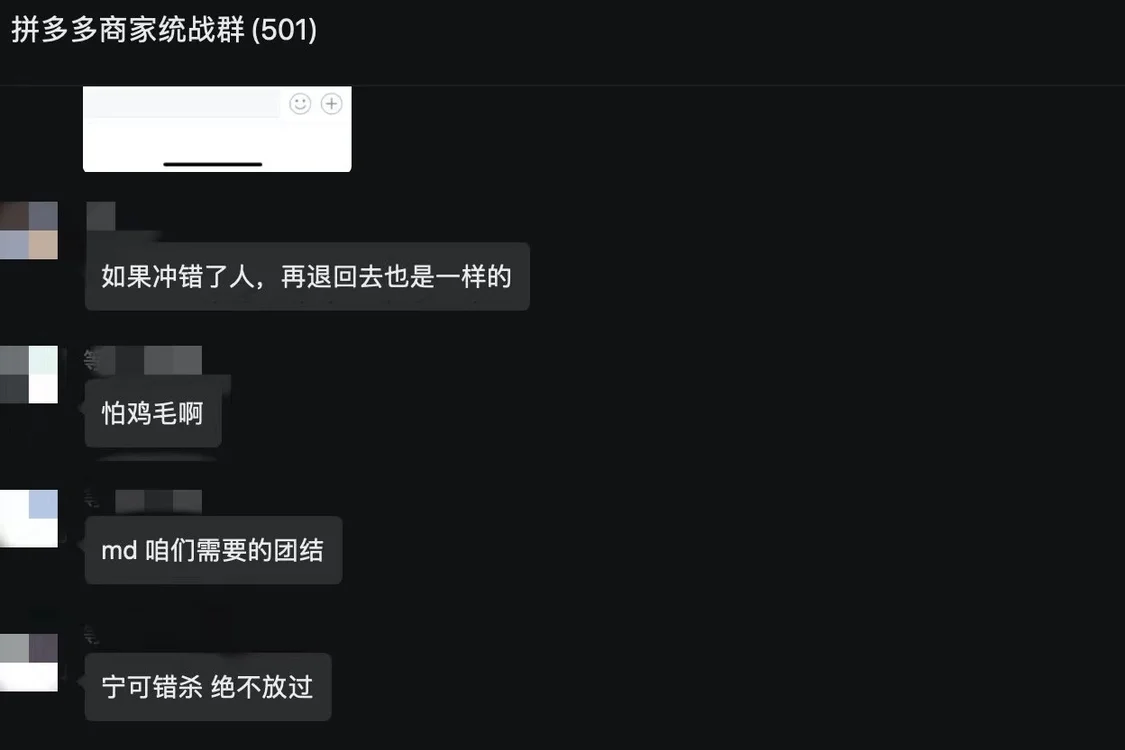 拼多多商家统战群 (501)
如果冲错了人，再退回去也是一样的
怕鸡毛啊
md 咱们需要的团结
宁可错杀 绝不放过